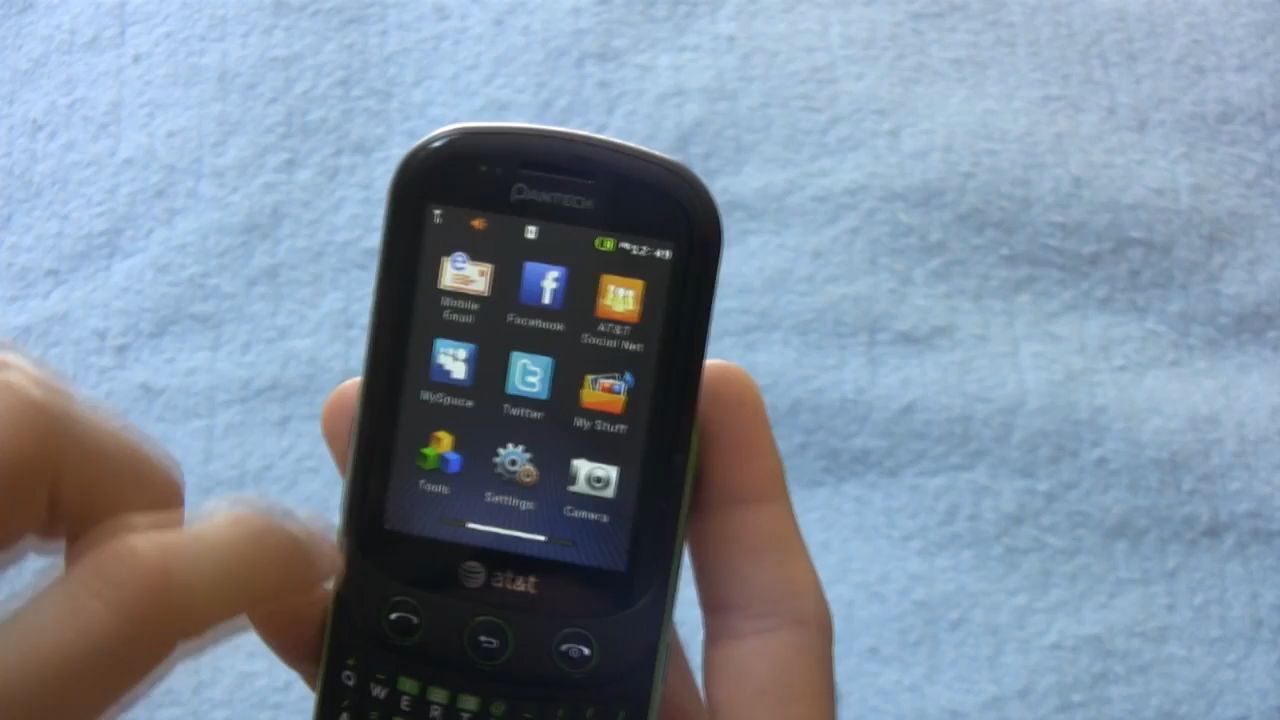 PANTECH
12:49
Mobile Email
Facebook
AT&T Social Net
MySpace
Twitter
My Stuff
Tools
Settings
Camera
at&t
Q W E R T
A